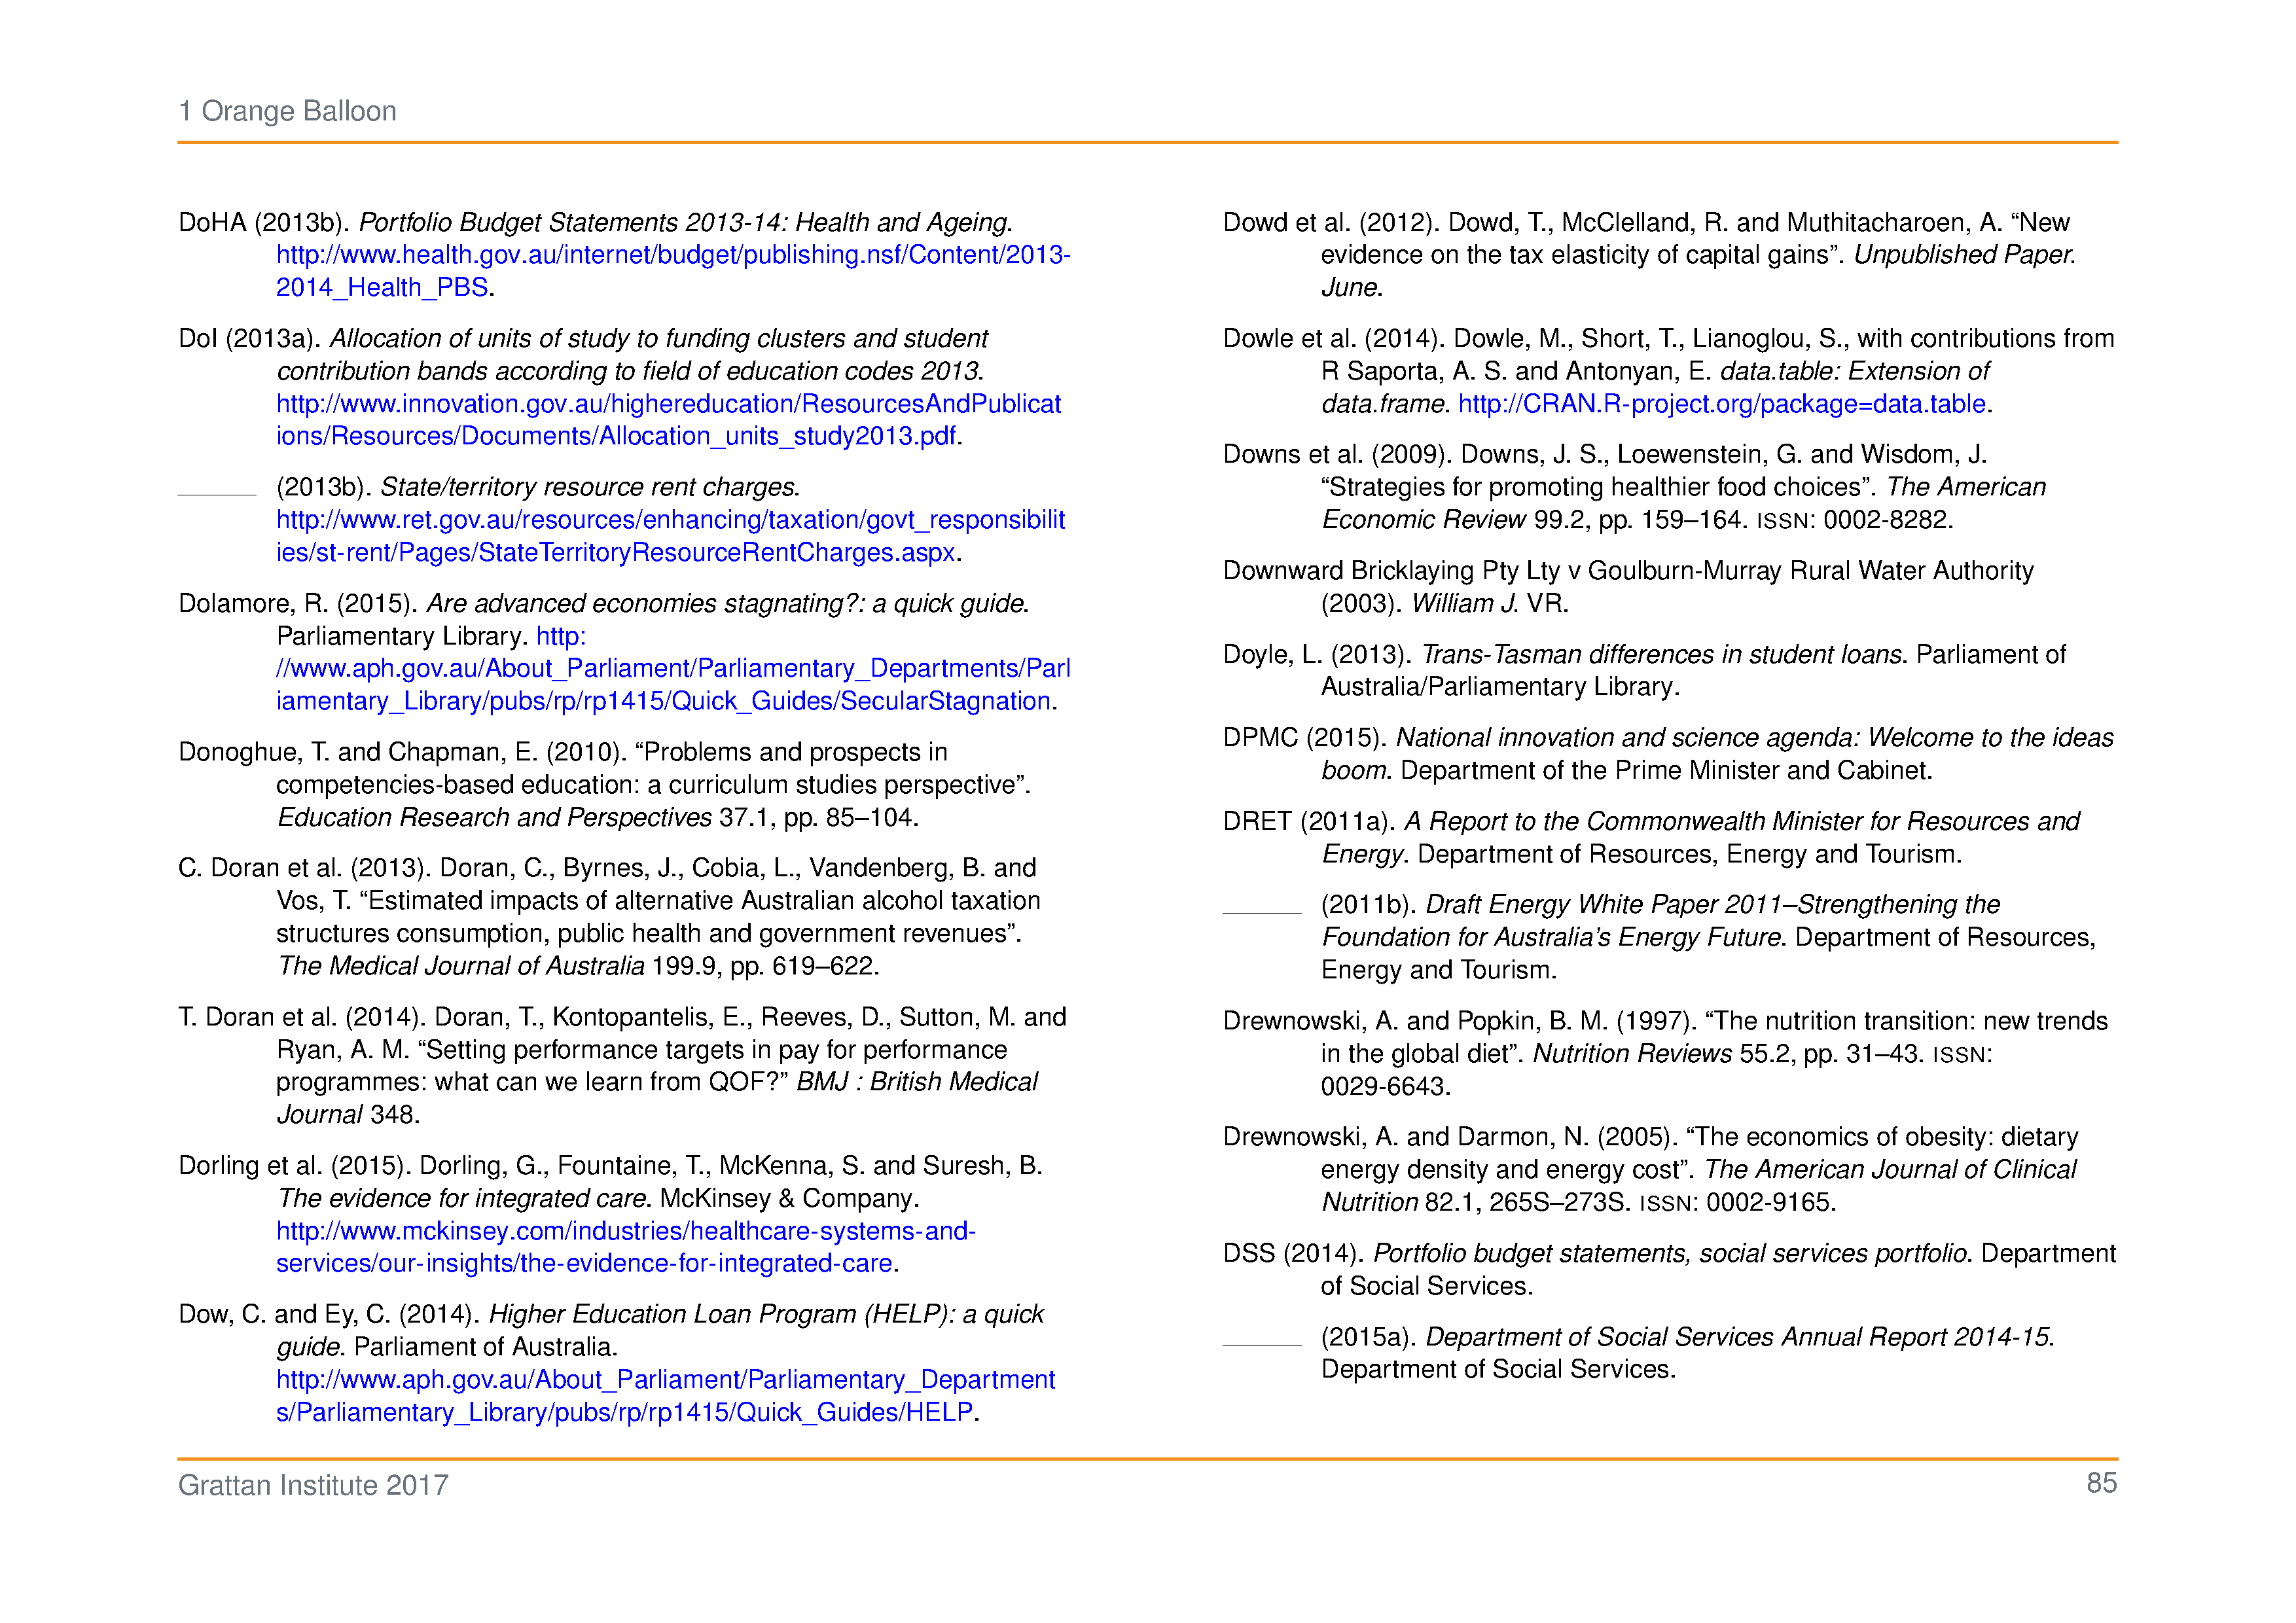 1 Orange Balloon
DoHA (2013b). Portfolio Budget Statements 2013-14: Health and Ageing.
http://www.health.gov.au/internet/budget/publishing.nsf/Content/2013-
2014_Health_PBS.
DoI (2013a). Allocation of units of study to funding clusters and student
contribution bands according to field of education codes 2013.
http://www.innovation.gov.au/highereducation/ResourcesAndPublicat
ions/Resources/Documents/Allocation_units_study2013.pdf.
(2013b). State/territory resource rent charges.
http://www.ret.gov.au/resources/enhancing/taxation/govt_responsibilit
ies/st-rent/Pages/StateTerritoryResourceRentCharges.aspx.
Dolamore, R. (2015). Are advanced economies stagnating?: a quick guide.
Parliamentary Library. http:
//www.aph.gov.au/About_Parliament/Parliamentary_Departments/Parl
iamentary_Library/pubs/rp/rp1415/Quick_Guides/SecularStagnation.
Donoghue, T. and Chapman, E. (2010). “Problems and prospects in
competencies-based education: a curriculum studies perspective”.
Education Research and Perspectives 37.1, pp. 85–104.
C. Doran et al. (2013). Doran, C., Byrnes, J., Cobia, L., Vandenberg, B. and
Vos, T. “Estimated impacts of alternative Australian alcohol taxation
structures consumption, public health and government revenues”.
The Medical Journal of Australia 199.9, pp. 619–622.
T. Doran et al. (2014). Doran, T., Kontopantelis, E., Reeves, D., Sutton, M. and
Ryan, A. M. “Setting performance targets in pay for performance
programmes: what can we learn from QOF?” BMJ : British Medical
Journal 348.
Dorling et al. (2015). Dorling, G., Fountaine, T., McKenna, S. and Suresh, B.
The evidence for integrated care. McKinsey & Company.
http://www.mckinsey.com/industries/healthcare-systems-and-
services/our-insights/the-evidence-for-integrated-care.
Dow, C. and Ey, C. (2014). Higher Education Loan Program (HELP): a quick
guide. Parliament of Australia.
http://www.aph.gov.au/About_Parliament/Parliamentary_Department
s/Parliamentary_Library/pubs/rp/rp1415/Quick_Guides/HELP.
Dowd et al. (2012). Dowd, T., McClelland, R. and Muthitacharoen, A. “New
evidence on the tax elasticity of capital gains”. Unpublished Paper.
June.
Dowle et al. (2014). Dowle, M., Short, T., Lianoglou, S., with contributions from
R Saporta, A. S. and Antonyan, E. data.table: Extension of
data.frame. http://CRAN.R-project.org/package=data.table.
Downs et al. (2009). Downs, J. S., Loewenstein, G. and Wisdom, J.
“Strategies for promoting healthier food choices”. The American
Economic Review 99.2, pp. 159–164. ISSN: 0002-8282.
Downward Bricklaying Pty Lty v Goulburn-Murray Rural Water Authority
(2003). William J. VR.
Doyle, L. (2013). Trans-Tasman differences in student loans. Parliament of
Australia/Parliamentary Library.
DPMC (2015). National innovation and science agenda: Welcome to the ideas
boom. Department of the Prime Minister and Cabinet.
DRET (2011a). A Report to the Commonwealth Minister for Resources and
Energy. Department of Resources, Energy and Tourism.
(2011b). Draft Energy White Paper 2011–Strengthening the
Foundation for Australia’s Energy Future. Department of Resources,
Energy and Tourism.
Drewnowski, A. and Popkin, B. M. (1997). “The nutrition transition: new trends
in the global diet”. Nutrition Reviews 55.2, pp. 31–43. ISSN:
0029-6643.
Drewnowski, A. and Darmon, N. (2005). “The economics of obesity: dietary
energy density and energy cost”. The American Journal of Clinical
Nutrition 82.1, 265S–273S. ISSN: 0002-9165.
DSS (2014). Portfolio budget statements, social services portfolio. Department
of Social Services.
(2015a). Department of Social Services Annual Report 2014-15.
Department of Social Services.
Grattan Institute 2017
85